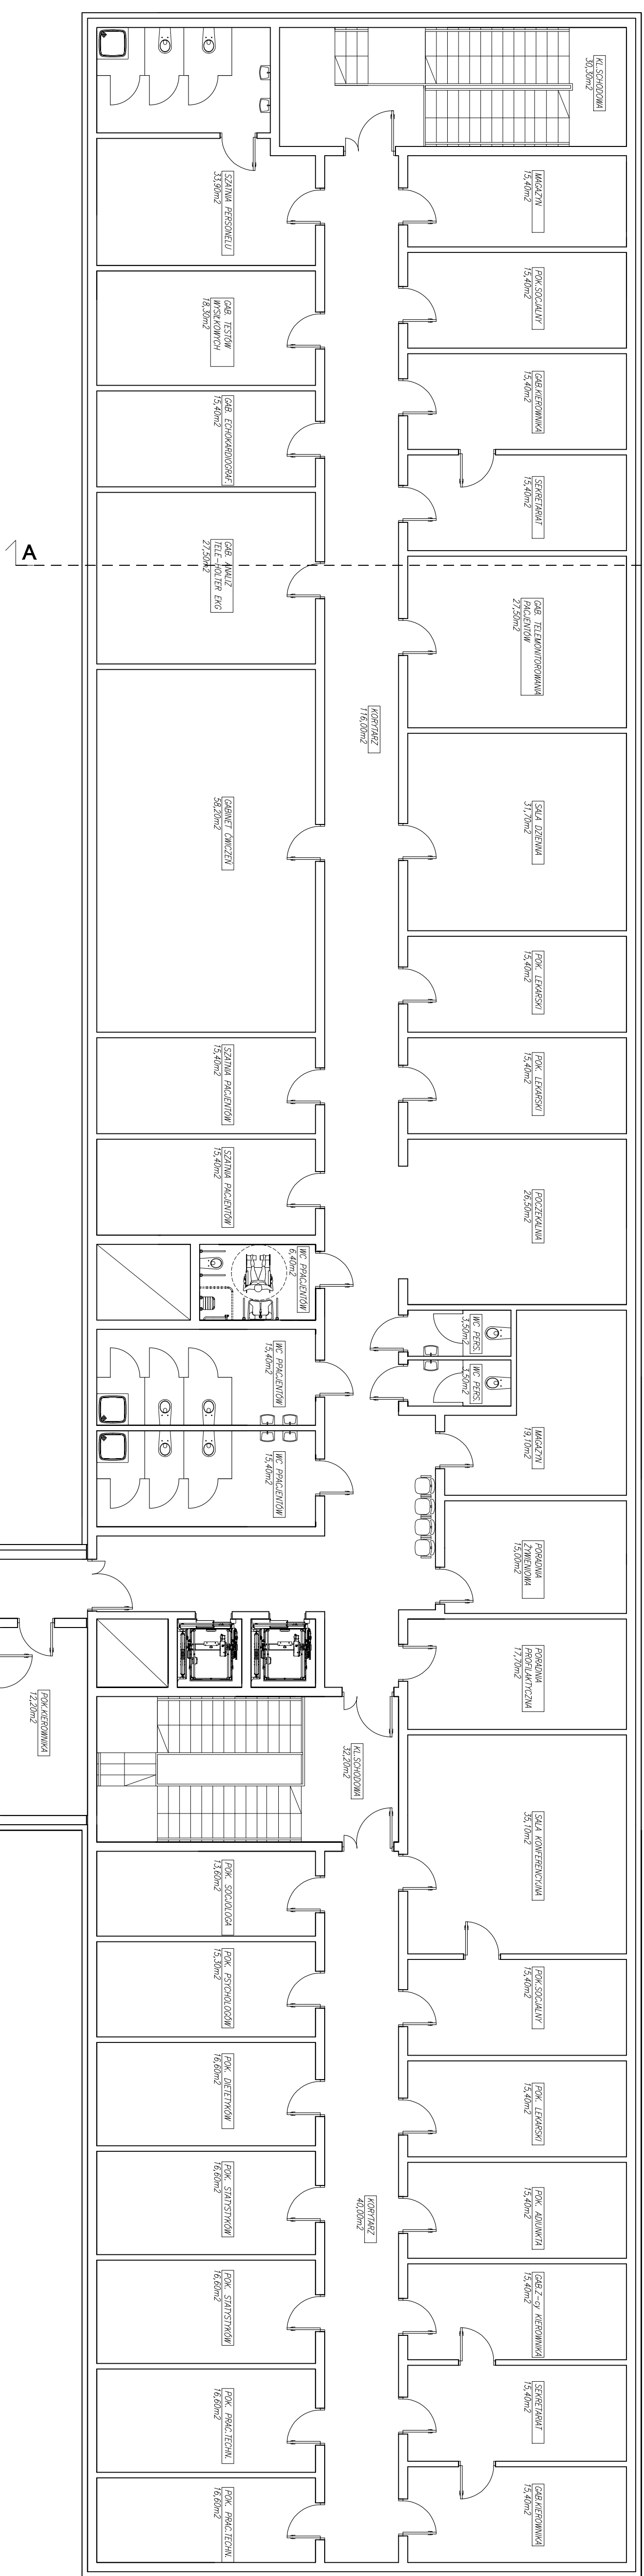 KL.SCHODOWA
30,30m2
MAGAZYN
15,40m2
POK.SOCJALNY
15,40m2
GAB.KIEROWNIKA
15,40m2
SEKRETARIAT
15,40m2
GAB. TELEMONITOROWANIA
PACJENTÓW
27,50m2
SALA DZIENNA
31,70m2
POK. LEKARSKI
15,40m2
POK. LEKARSKI
15,40m2
POCZEKALNIA
26,50m2
WC PERS.
3,50m2
WC PERS.
3,50m2
MAGAZYN
19,10m2
PORADNIA
ŻYWIENIOWA
15,00m2
PORADNIA
PROFILAKTYCZNA
17,70m2
SALA KONFERENCYJNA
35,10m2
POK.SOCJALNY
15,40m2
POK. LEKARSKI
15,40m2
POK. ADIUNKTA
15,40m2
GAB.Z-cy KIEROWNIKA
15,40m2
SEKRETARIAT
15,40m2
GAB.KIEROWNIKA
15,40m2
KORYTARZ
116,00m2
KL.SCHODOWA
32,20m2
KORYTARZ
40,00m2
SZATNIA PERSONELU
33,90m2
GAB. TESTÓW
WYSIŁKOWYCH
18,30m2
GAB. ECHOKARDIOGRAF.
15,40m2
GAB. ANALIZ
TELE-HOLTER EKG
27,50m2
GABINET ĆWICZEŃ
58,20m2
SZATNIA PACJENTÓW
15,40m2
SZATNIA PACJENTÓW
15,40m2
WC PPACJENTÓW
6,40m2
WC PPACJENTÓW
15,40m2
WC PPACJENTÓW
15,40m2
POK. SOCJOLOGA
13,60m2
POK. PSYCHOLOGÓW
15,30m2
POK. DIETETYKÓW
16,60m2
POK. STATYSTYKÓW
16,60m2
POK. STATYSTYKÓW
16,60m2
POK. PRAC.TECHN.
16,60m2
POK. PRAC.TECHN.
16,60m2
POK.KIEROWNIKA
12,20m2
A